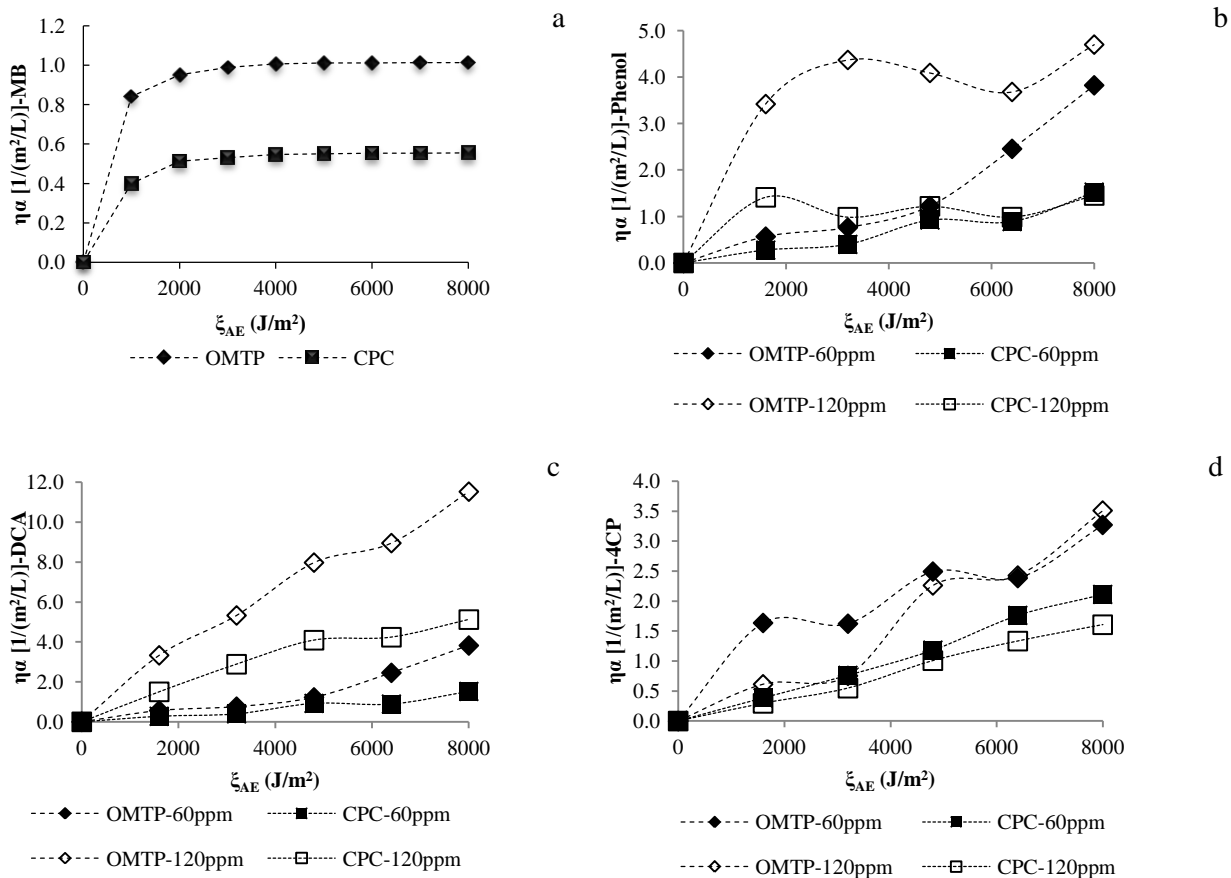 a
ηα [1/(m²/L)]-MB
1.2
1.0
0.8
0.6
0.4
0.2
0.0
0 2000 4000 6000 8000
ξAE (J/m²)
OMTP CPC
b
ηα [1/(m²/L)]-Phenol
5.0
4.0
3.0
2.0
1.0
0.0
0 2000 4000 6000 8000
ξAE (J/m²)
OMTP-60ppm CPC-60ppm
OMTP-120ppm CPC-120ppm
c
ηα [1/(m²/L)]-DCA
12.0
10.0
8.0
6.0
4.0
2.0
0.0
0 2000 4000 6000 8000
ξAE (J/m²)
OMTP-60ppm CPC-60ppm
OMTP-120ppm CPC-120ppm
d
ηα [1/(m²/L)]-4CP
4.0
3.5
3.0
2.5
2.0
1.5
1.0
0.5
0.0
0 2000 4000 6000 8000
ξAE (J/m²)
OMTP-60ppm CPC-60ppm
OMTP-120ppm CPC-120ppm